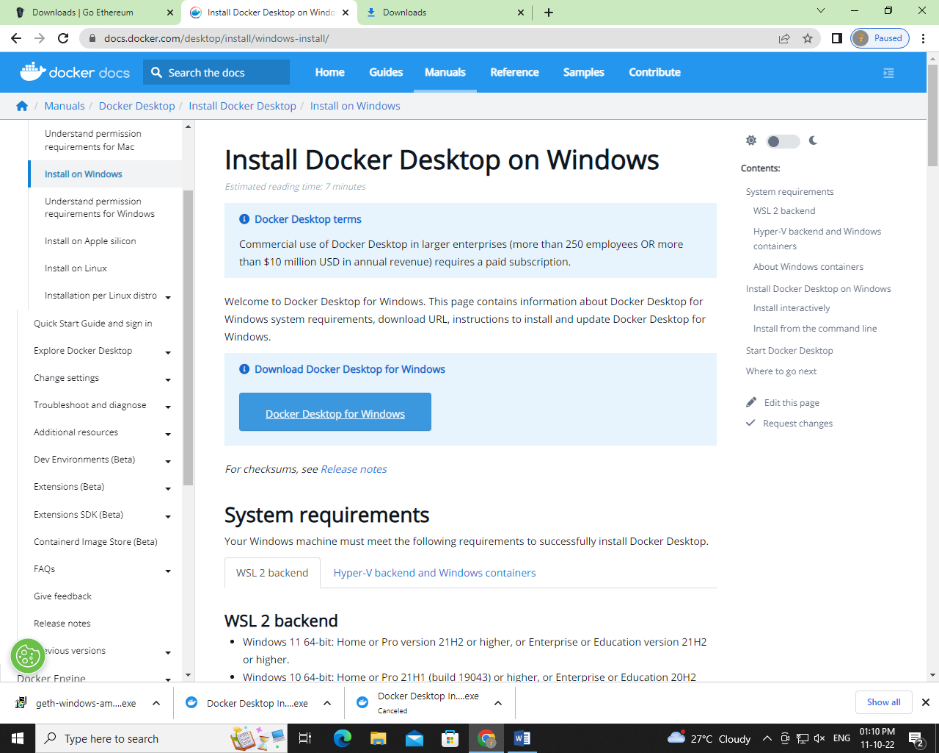 Downloads | Go Ethereum
Install Docker Desktop on Windo
Downloads
docs.docker.com/desktop/install/windows-install/
Paused
docker docs
Search the docs
Home
Guides
Manuals
Reference
Samples
Contribute
/ Manuals / Docker Desktop / Install Docker Desktop / Install on Windows
Understand permission
requirements for Mac
Install on Windows
Understand permission
requirements for Windows
Install on Apple silicon
Install on Linux
Installation per Linux distro
Quick Start Guide and sign in
Explore Docker Desktop
Change settings
Troubleshoot and diagnose
Additional resources
Dev Environments (Beta)
Extensions (Beta)
Extensions SDK (Beta)
Containerd Image Store (Beta)
FAQs
Give feedback
Release notes
evious versions
Docker Engine
Install Docker Desktop on Windows
Estimated reading time: 7 minutes
Docker Desktop terms
Commercial use of Docker Desktop in larger enterprises (more than 250 employees OR more
than $10 million USD in annual revenue) requires a paid subscription.
Welcome to Docker Desktop for Windows. This page contains information about Docker Desktop for
Windows system requirements, download URL, instructions to install and update Docker Desktop for
Windows.
Download Docker Desktop for Windows
Docker Desktop for Windows
For checksums, see Release notes
System requirements
Your Windows machine must meet the following requirements to successfully install Docker Desktop.
WSL 2 backend
Hyper-V backend and Windows containers
WSL 2 backend
Windows 11 64-bit: Home or Pro version 21H2 or higher, or Enterprise or Education version 21H2
or higher.
Windows 10 64-bit: Home or Pro 21H1 (build 19043) or higher, or Enterprise or Education 20H2
Contents:
System requirements
WSL 2 backend
Hyper-V backend and Windows
containers
About Windows containers
Install Docker Desktop on Windows
Install interactively
Install from the command line
Start Docker Desktop
Where to go next
Edit this page
Request changes
geth-windows-am....exe
Docker Desktop In....exe
Docker Desktop In....exe
Canceled
Show all
Type here to search
27°C Cloudy
ENG
01:10 PM
11-10-22
2